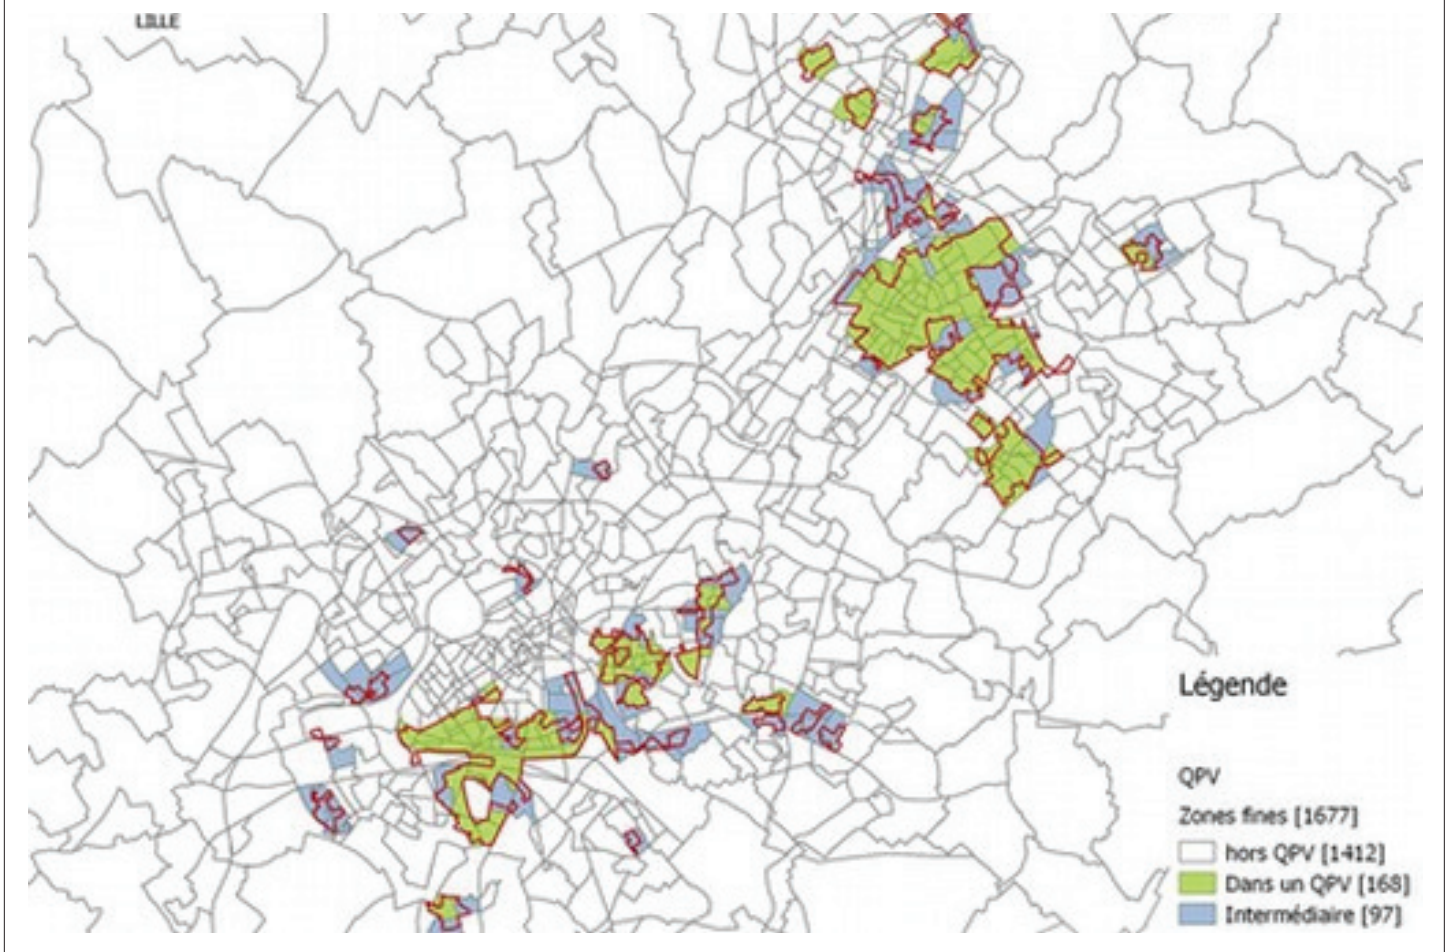 LILLE
Légende
QPV
Zones fines [1677]
hors QPV [1412]
Dans un QPV [168]
Intermédiaire [97]